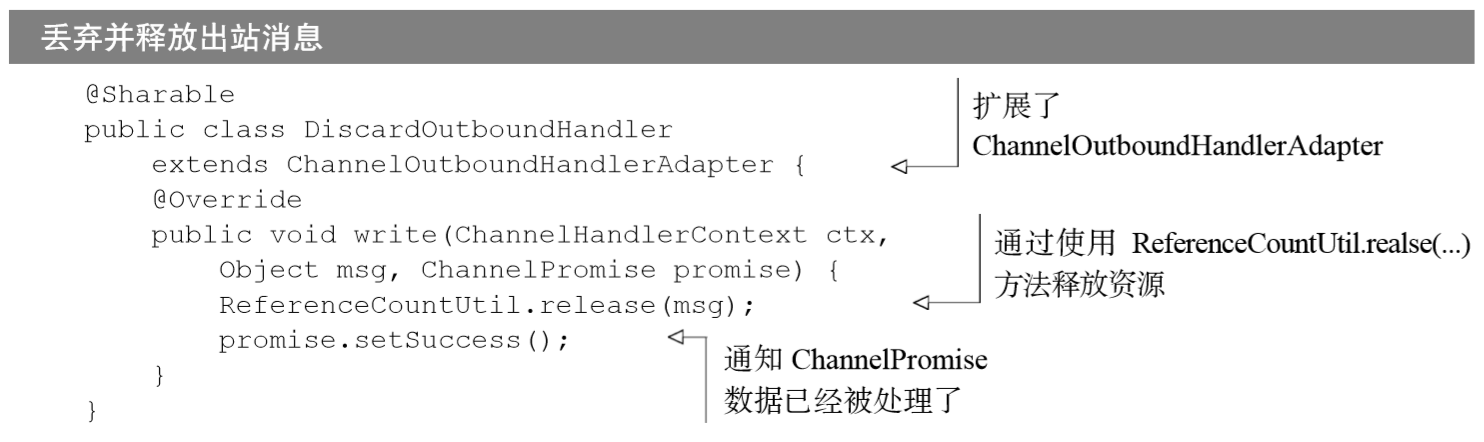 丢弃并释放出站消息
@Sharable
public class DiscardOutboundHandler
扩展了
ChannelOutboundHandlerAdapter
extends ChannelOutboundHandlerAdapter {
@Override
public void write(ChannelHandlerContext ctx,
通过使用 ReferenceCountUtil.realse(...)
Object msg, ChannelPromise promise) {
方法释放资源
ReferenceCountUtil.release(msg);
promise.setSuccess();
通知 ChannelPromise
数据已经被处理了
}
}